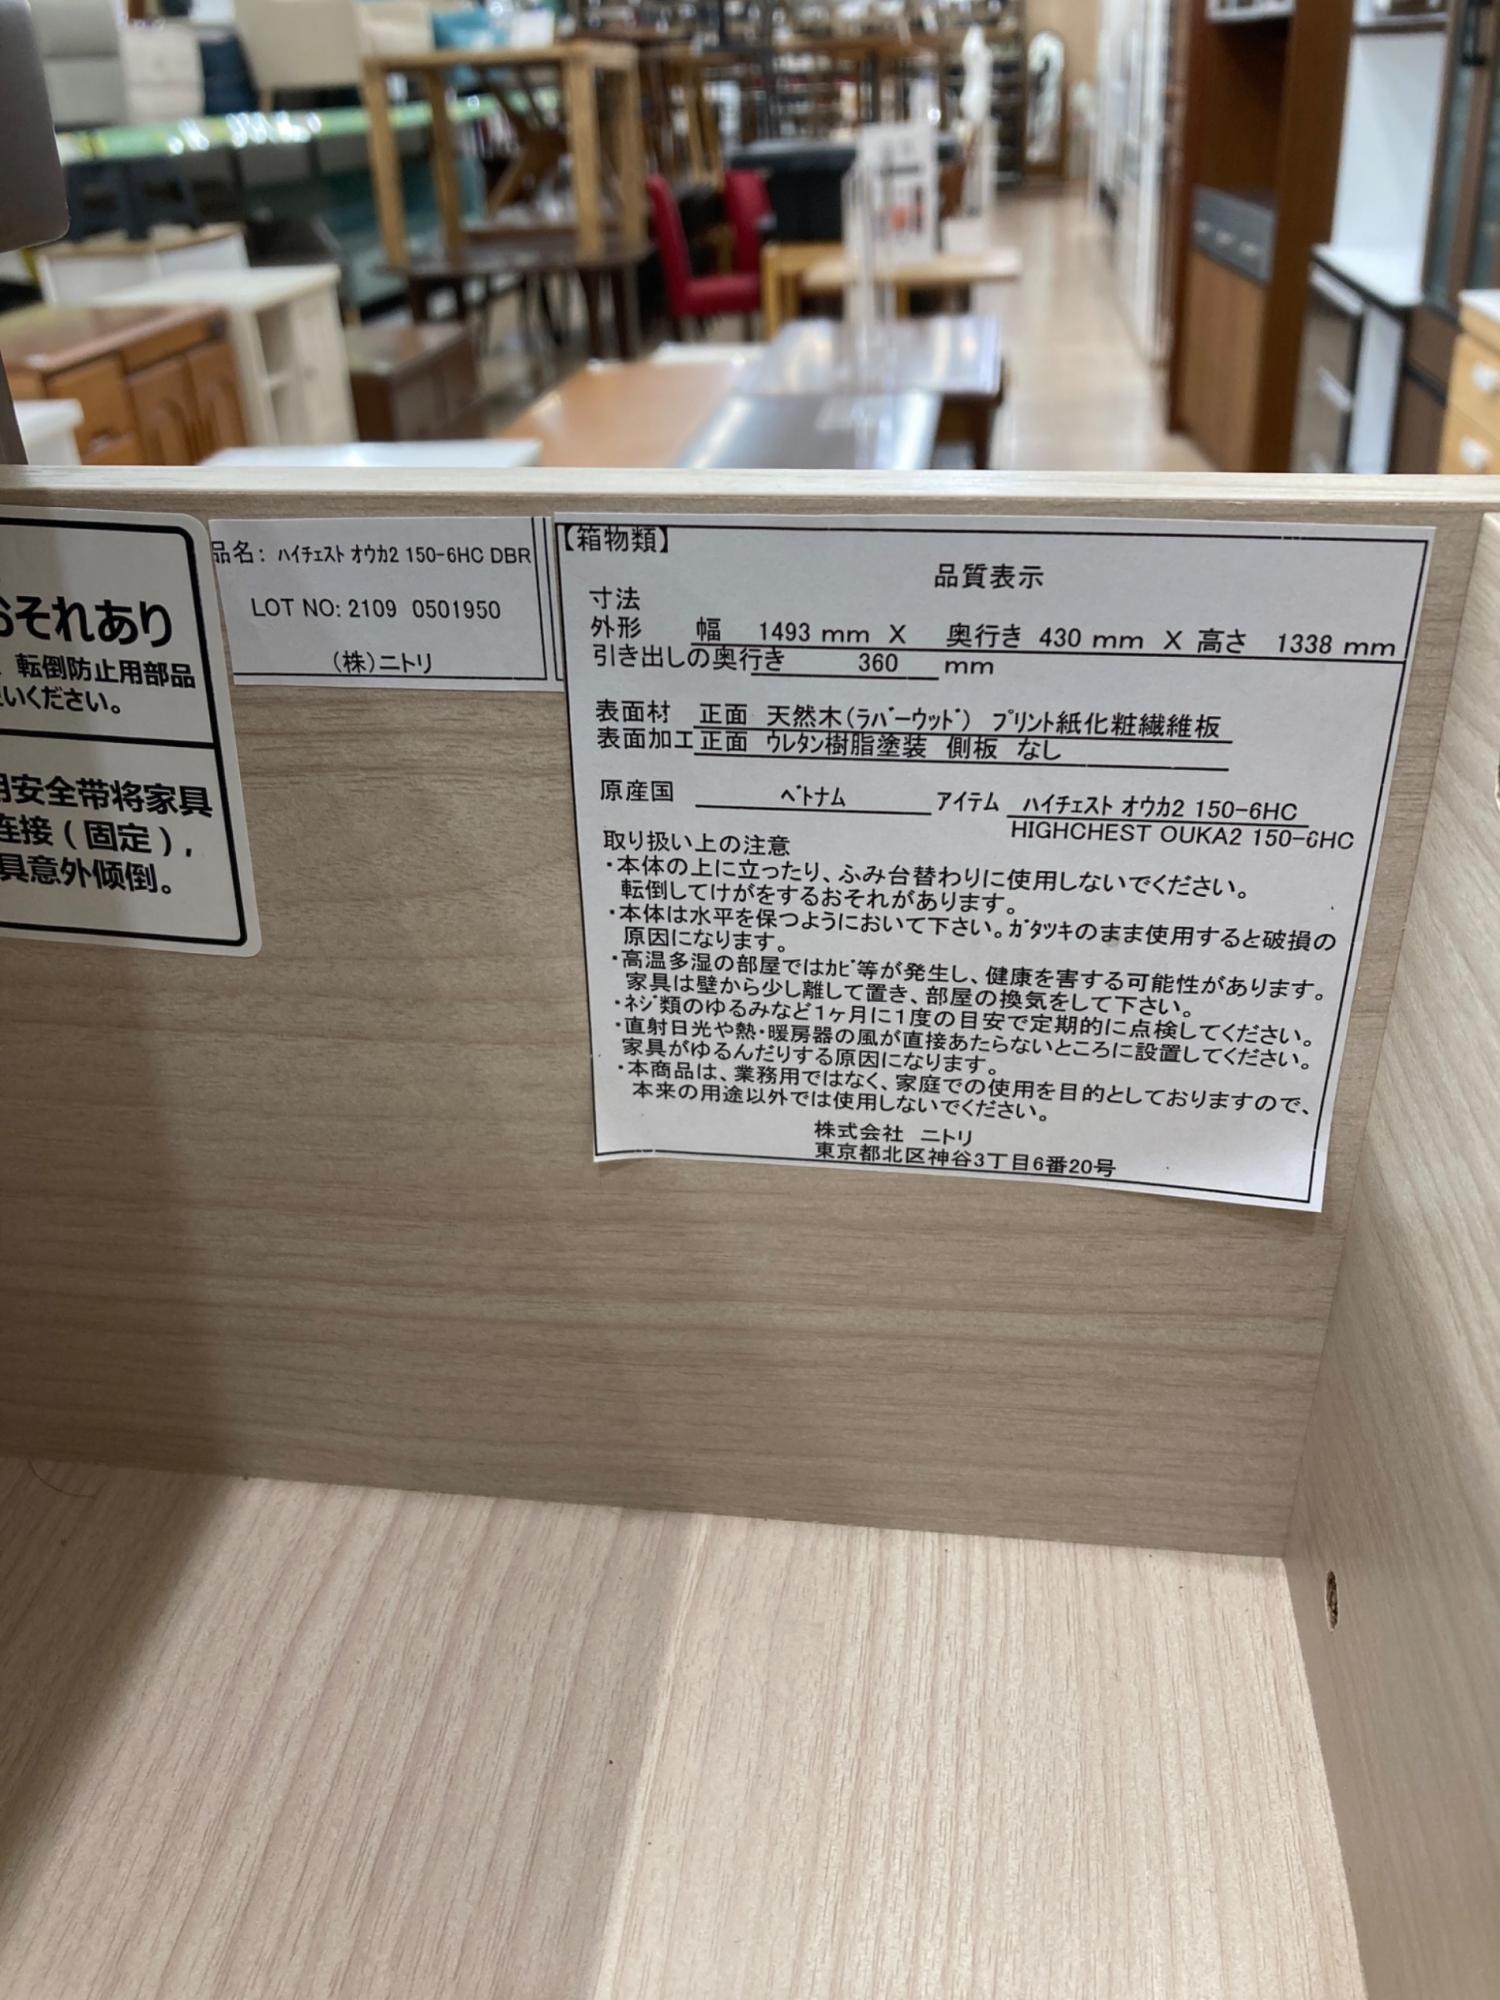 おそれあり
、転倒防止用部品
いください。
用安全带将家具
连接(固定),
具意外倾倒。
品名: ハイチェスト オウカ2 150-6HC DBR
LOT NO: 2109 0501950
(株)ニトリ
【箱物類】
品質表示
寸法
外形 幅 1493 mm X 奥行き 430 mm X 高さ 1338 mm
引き出しの奥行き 360 mm
表面材 正面 天然木(ラバーウッド) プリント紙化粧繊維板
表面加工 正面 ウレタン樹脂塗装 側板 なし
原産国 ベトナム アイテム ハイチェスト オウカ2 150-6HC
HIGHCHEST OUKA2 150-6HC
取り扱い上の注意
・本体の上に立ったり、ふみ台替わりに使用しないでください。
転倒してけがをするおそれがあります。
・本体は水平を保つようにおいて下さい。ガタツキのまま使用すると破損の
原因になります。
・高温多湿の部屋ではカビ等が発生し、健康を害する可能性があります。
家具は壁から少し離して置き、部屋の換気をして下さい。
・ネジ類のゆるみなど1ヶ月に1度の目安で定期的に点検してください。
・直射日光や熱・暖房器の風が直接あたらないところに設置してください。
家具がゆるんだりする原因になります。
・本商品は、業務用ではなく、家庭での使用を目的としておりますので、
本来の用途以外では使用しないでください。
株式会社 ニトリ
東京都北区神谷3丁目6番20号